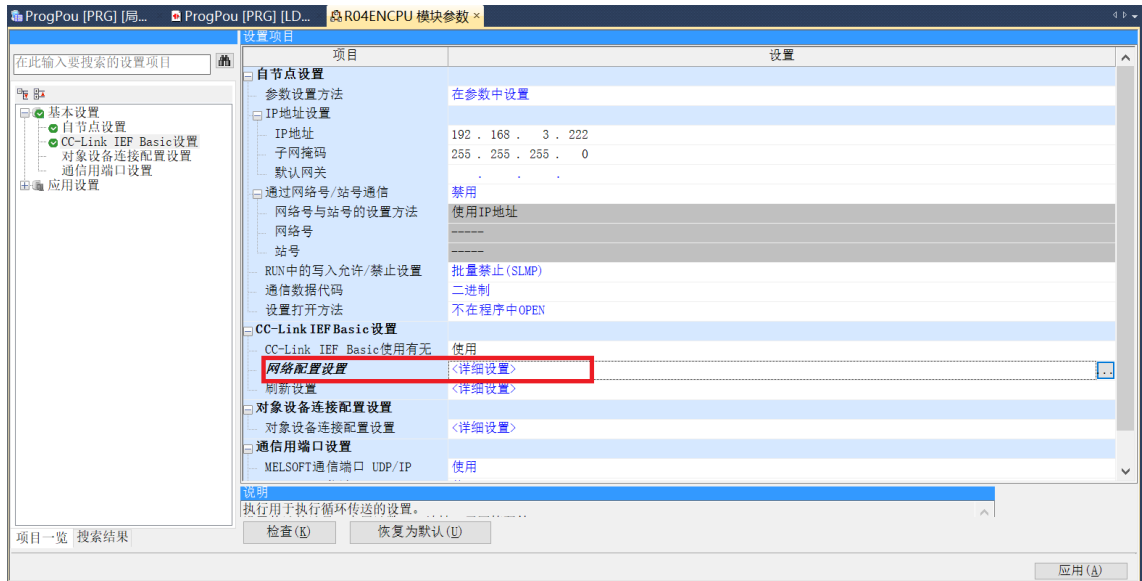 ProgPou [PRG] [局...
ProgPou [PRG] [LD...
R04ENCPU 模块参数 ×
在此输入要搜索的设置项目
基本设置
自节点设置
CC-Link IEF Basic设置
对象设备连接配置设置
通信用端口设置
应用设置
项目一览 搜索结果
设置项目
项目 设置
自节点设置
参数设置方法 在参数中设置
IP地址设置
IP地址 192 . 168 . 3 . 222
子网掩码 255 . 255 . 255 . 0
默认网关 . . .
通过网络号/站号通信 禁用
网络号与站号的设置方法 使用IP地址
网络号 -----
站号 -----
RUN中的写入允许/禁止设置 批量禁止(SLMP)
通信数据代码 二进制
设置打开方法 不在程序中OPEN
CC-Link IEF Basic设置
CC-Link IEF Basic使用有无 使用
网络配置设置 <详细设置> ..
刷新设置 <详细设置>
对象设备连接配置设置
对象设备连接配置设置 <详细设置>
通信用端口设置
MELSOFT通信端口 UDP/IP 使用
说明
执行用于执行循环传送的设置。
检查(K) 恢复为默认(U)
应用(A)